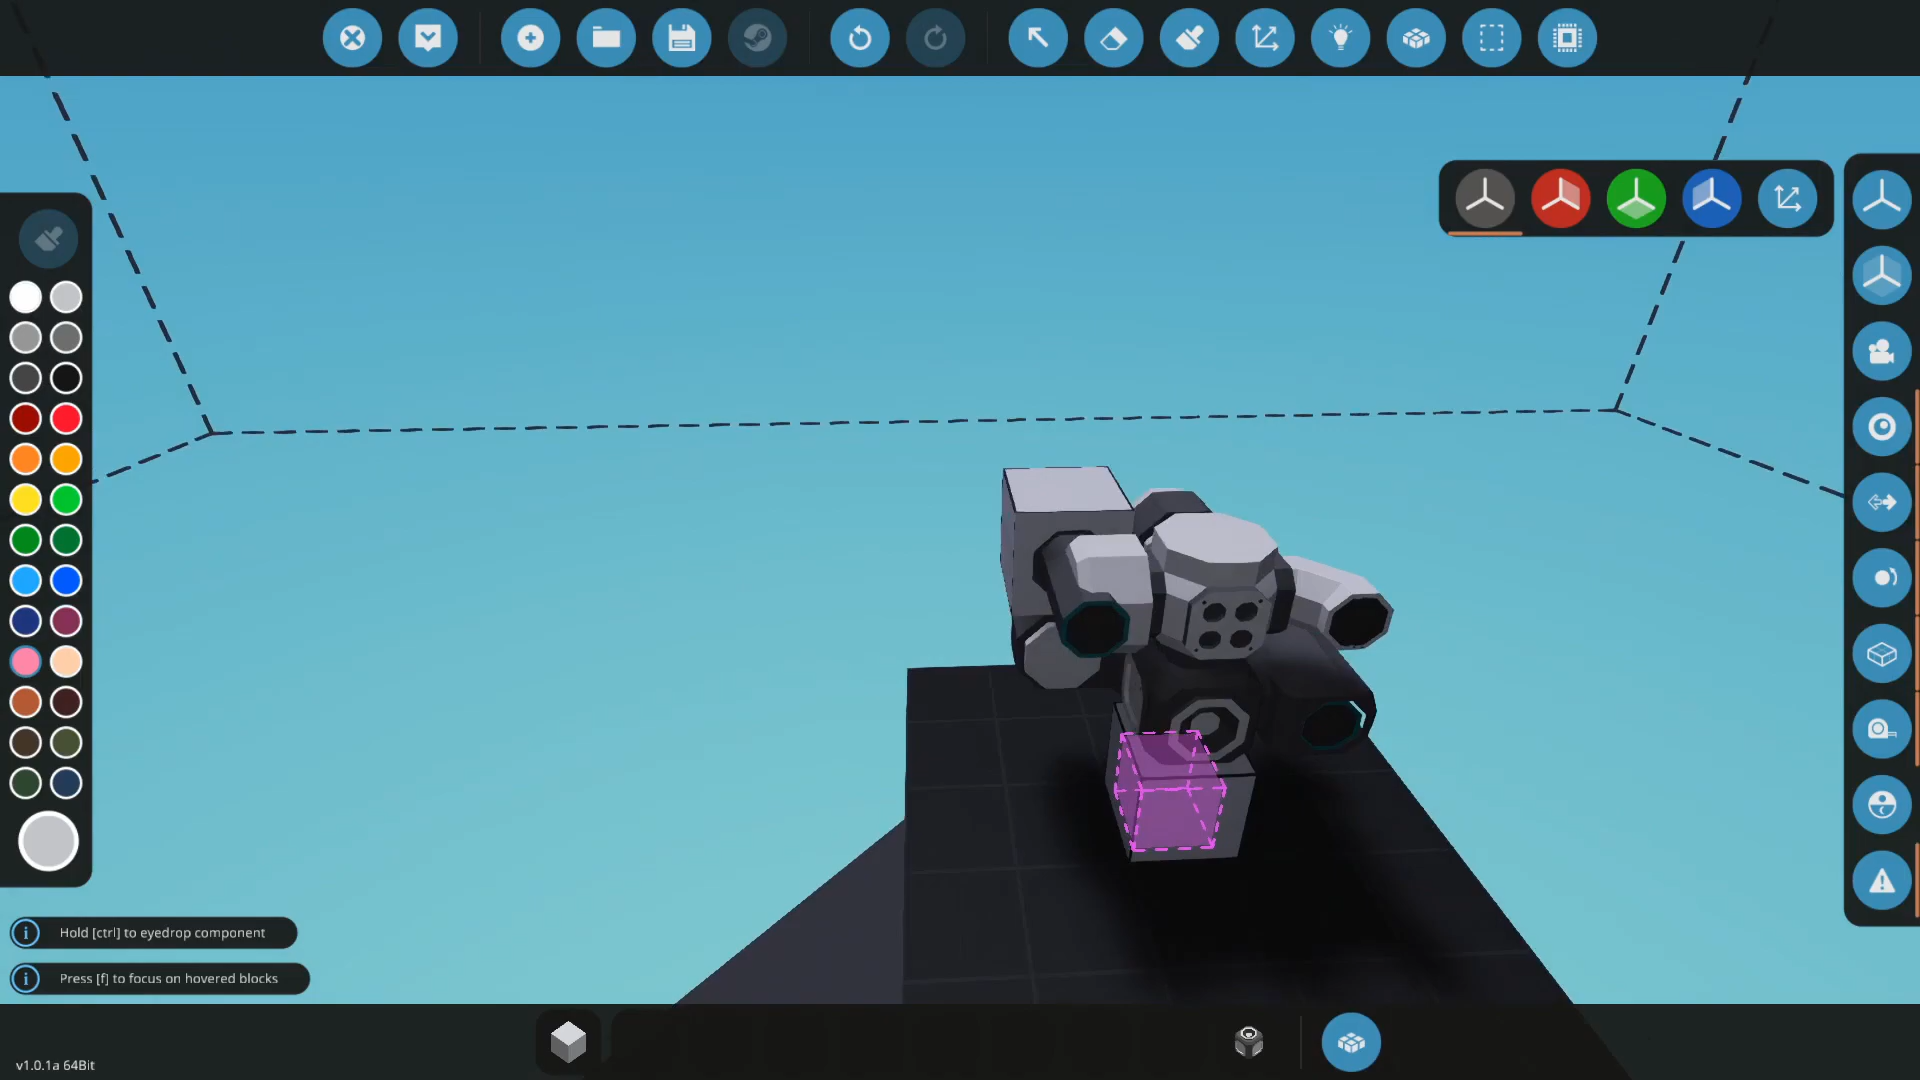 Hold [ctrl] to eyedrop component
Press [f] to focus on hovered blocks
v1.0.1a 64Bit